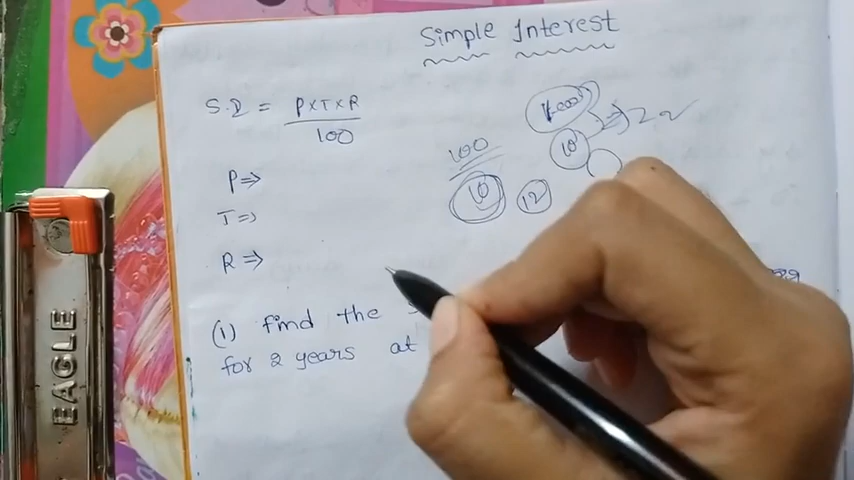 Simple Interest
S.I = P×T×R
100
P⇒
T⇒
R⇒
100
10
12
10
(1) find the
for 2 years at
EAGLE